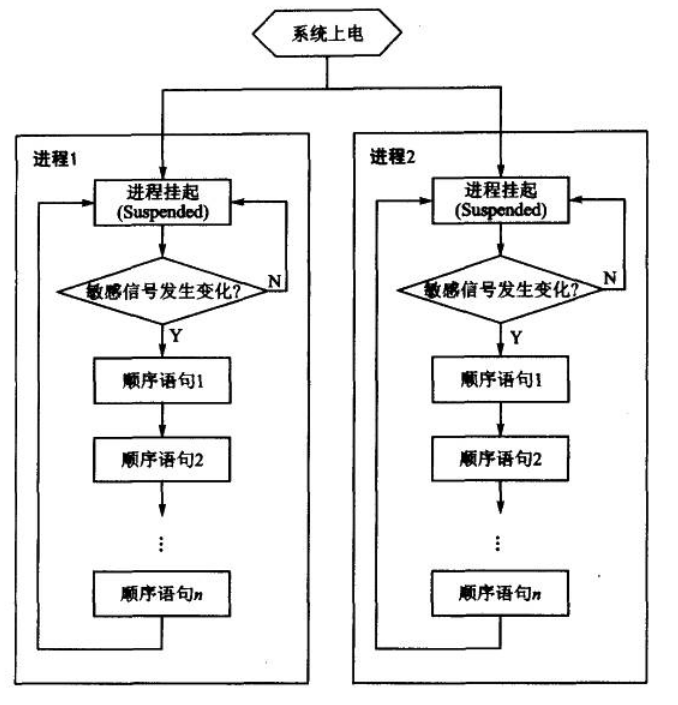 系统上电
进程1
进程挂起
(Suspended)
敏感信号发生变化?
N
Y
顺序语句1
顺序语句2
⋮
顺序语句n
进程2
进程挂起
(Suspended)
敏感信号发生变化?
N
Y
顺序语句1
顺序语句2
⋮
顺序语句n